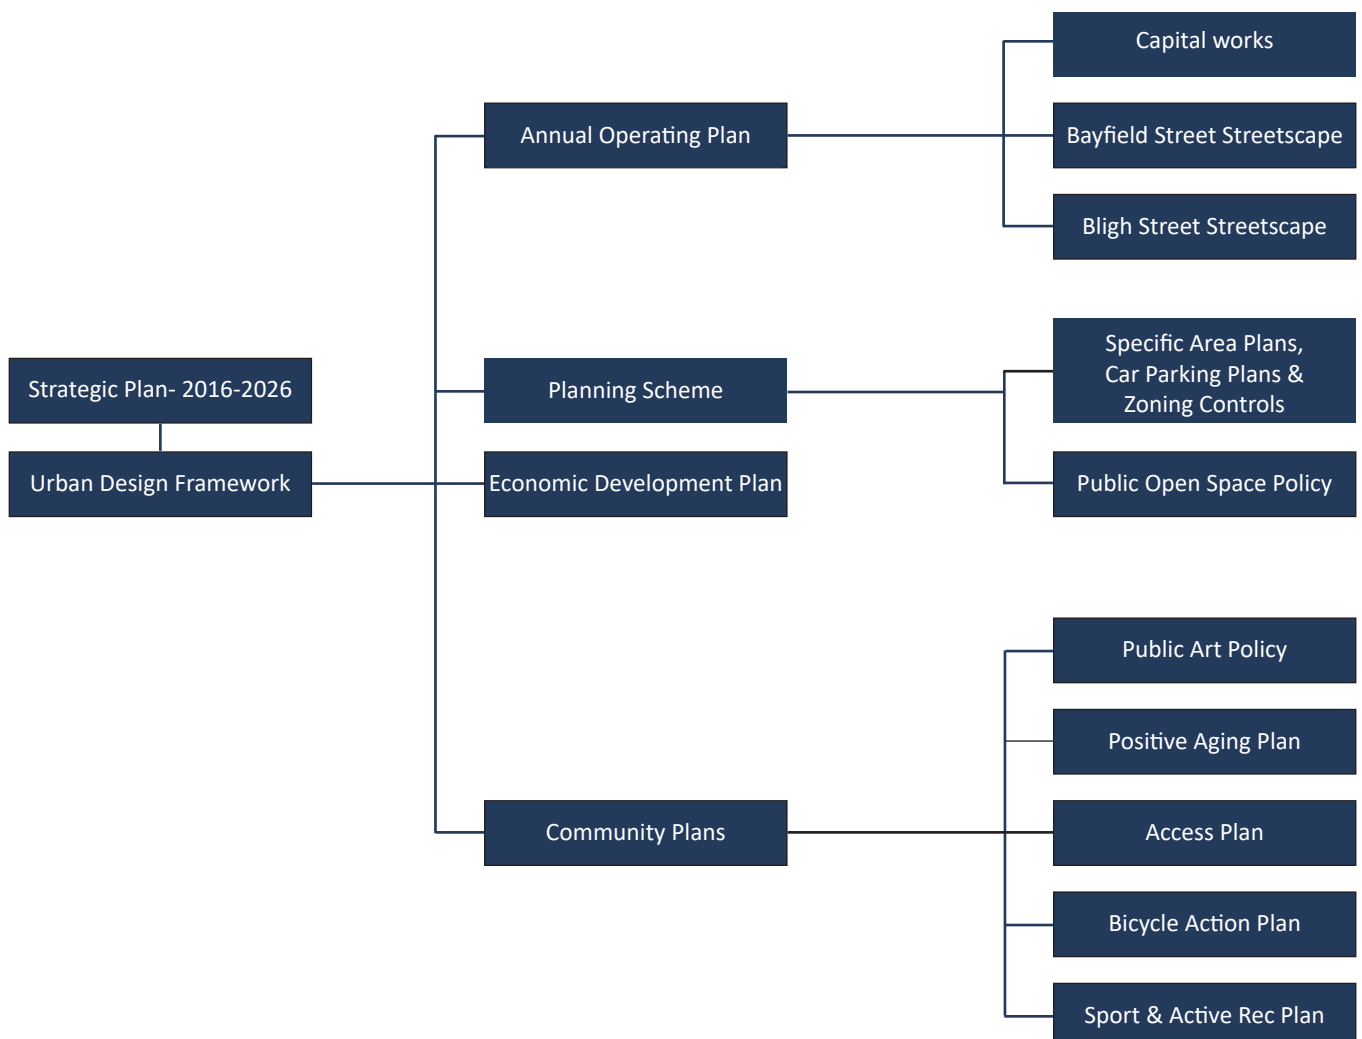 Capital works
Annual Operating Plan
Bayfield Street Streetscape
Bligh Street Streetscape
Strategic Plan- 2016-2026
Urban Design Framework
Planning Scheme
Specific Area Plans,
Car Parking Plans &
Zoning Controls
Economic Development Plan
Public Open Space Policy
Public Art Policy
Positive Aging Plan
Community Plans
Access Plan
Bicycle Action Plan
Sport & Active Rec Plan